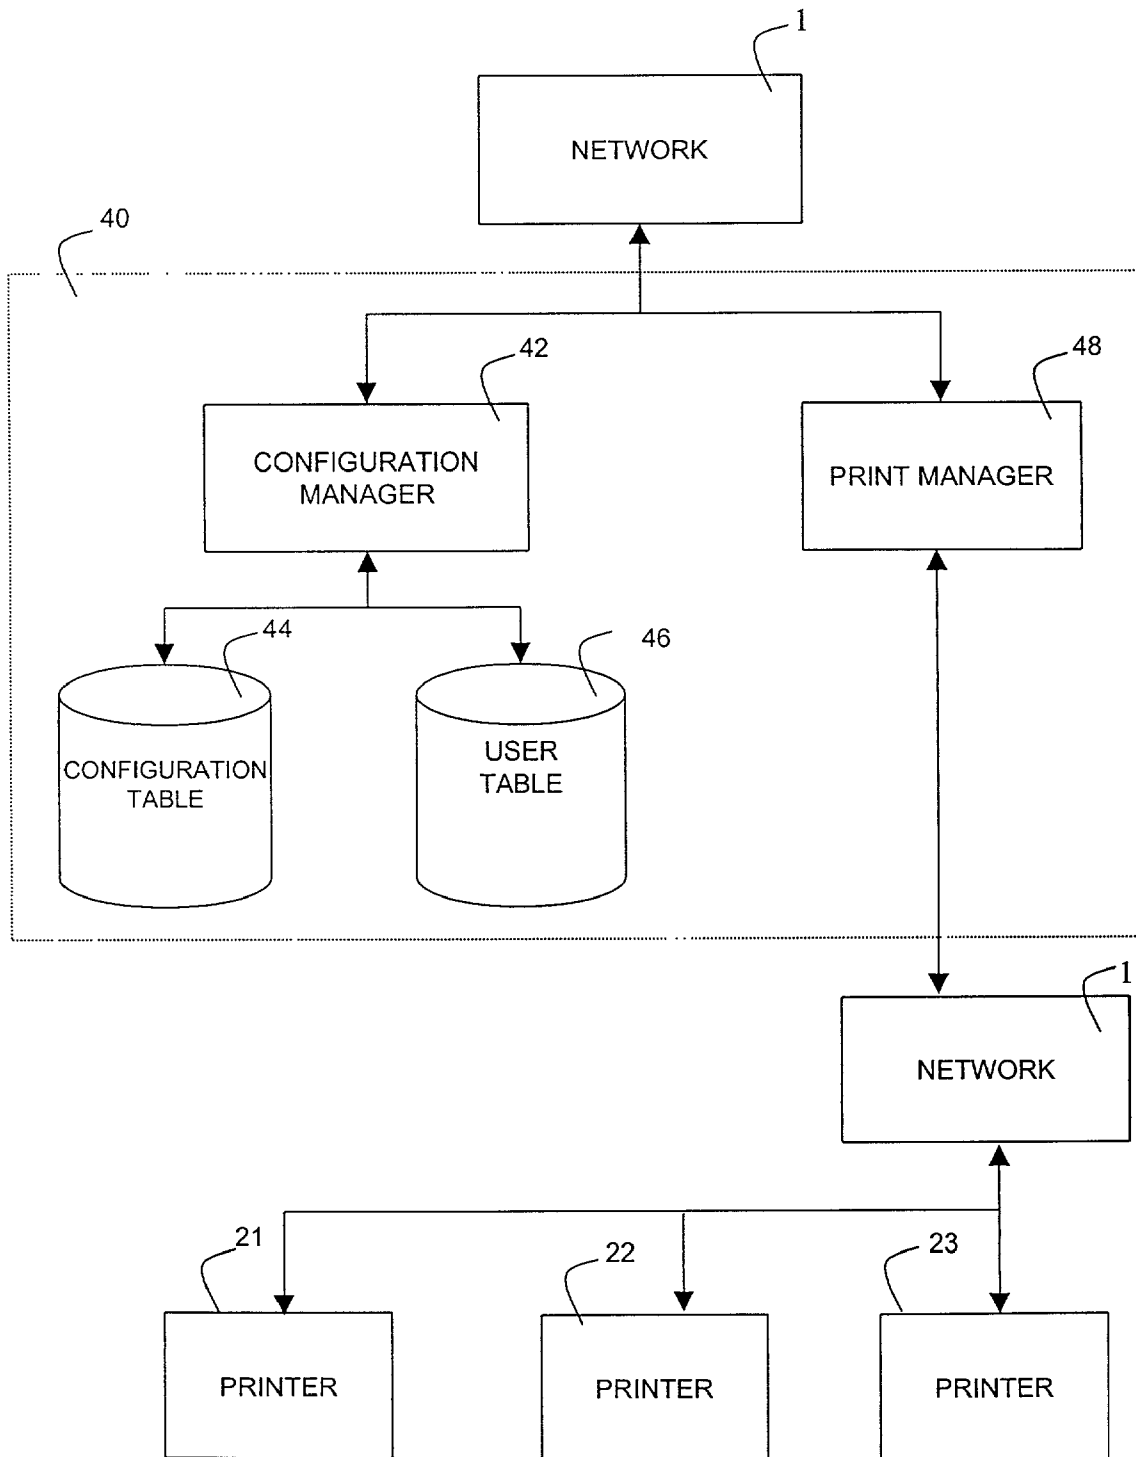 1
NETWORK
40
42
48
CONFIGURATION
MANAGER
PRINT MANAGER
44
46
CONFIGURATION
TABLE
USER
TABLE
1
NETWORK
21
22
23
PRINTER
PRINTER
PRINTER